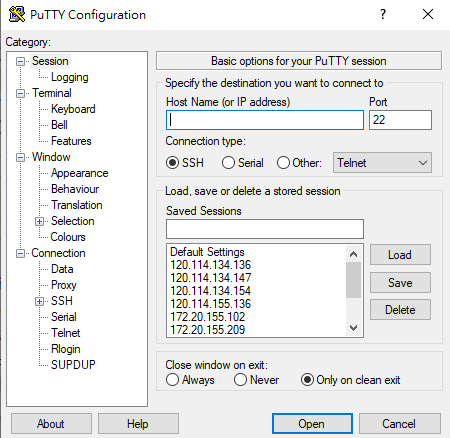 PuTTY Configuration
?
Category:
Session
Logging
Terminal
Keyboard
Bell
Features
Window
Appearance
Behaviour
Translation
Selection
Colours
Connection
Data
Proxy
SSH
Serial
Telnet
Rlogin
SUPDUP
Basic options for your PuTTY session
Specify the destination you want to connect to
Host Name (or IP address) Port
22
Connection type:
SSH Serial Other: Telnet
Load, save or delete a stored session
Saved Sessions
Default Settings
120.114.134.136
120.114.134.147
120.114.134.154
120.114.155.136
172.20.155.102
172.20.155.209
Load
Save
Delete
Close window on exit:
Always Never Only on clean exit
About Help Open Cancel